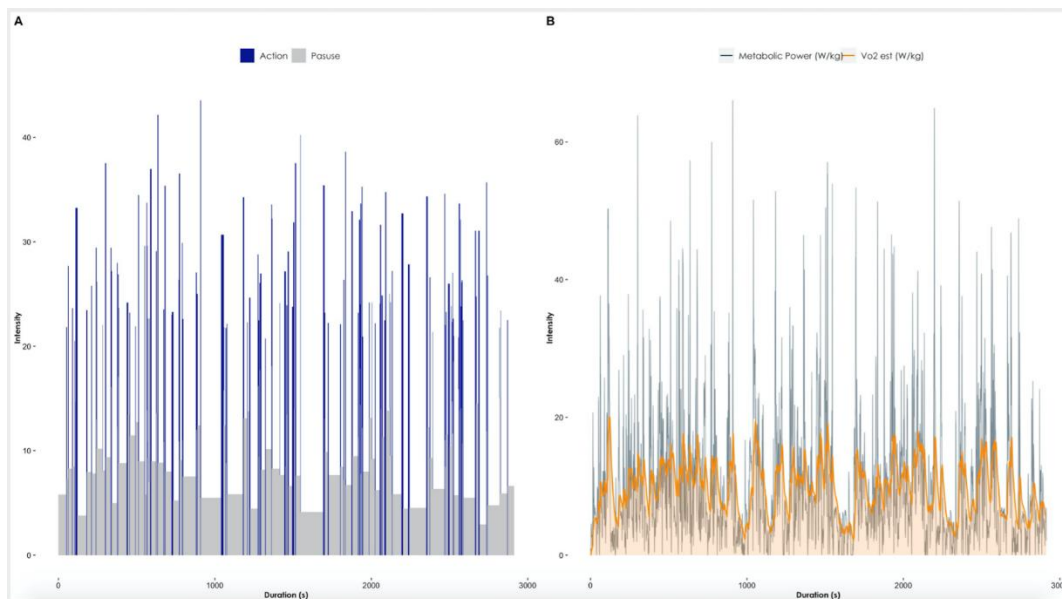 A
Action Pasuse
40
30
20
10
0
Intensity
0 1000 2000 3000
Duration (s)
B
Metabolic Power (W/kg) Vo2 est (W/kg)
60
40
20
0
Intensity
0 1000 2000 300
Duration (s)